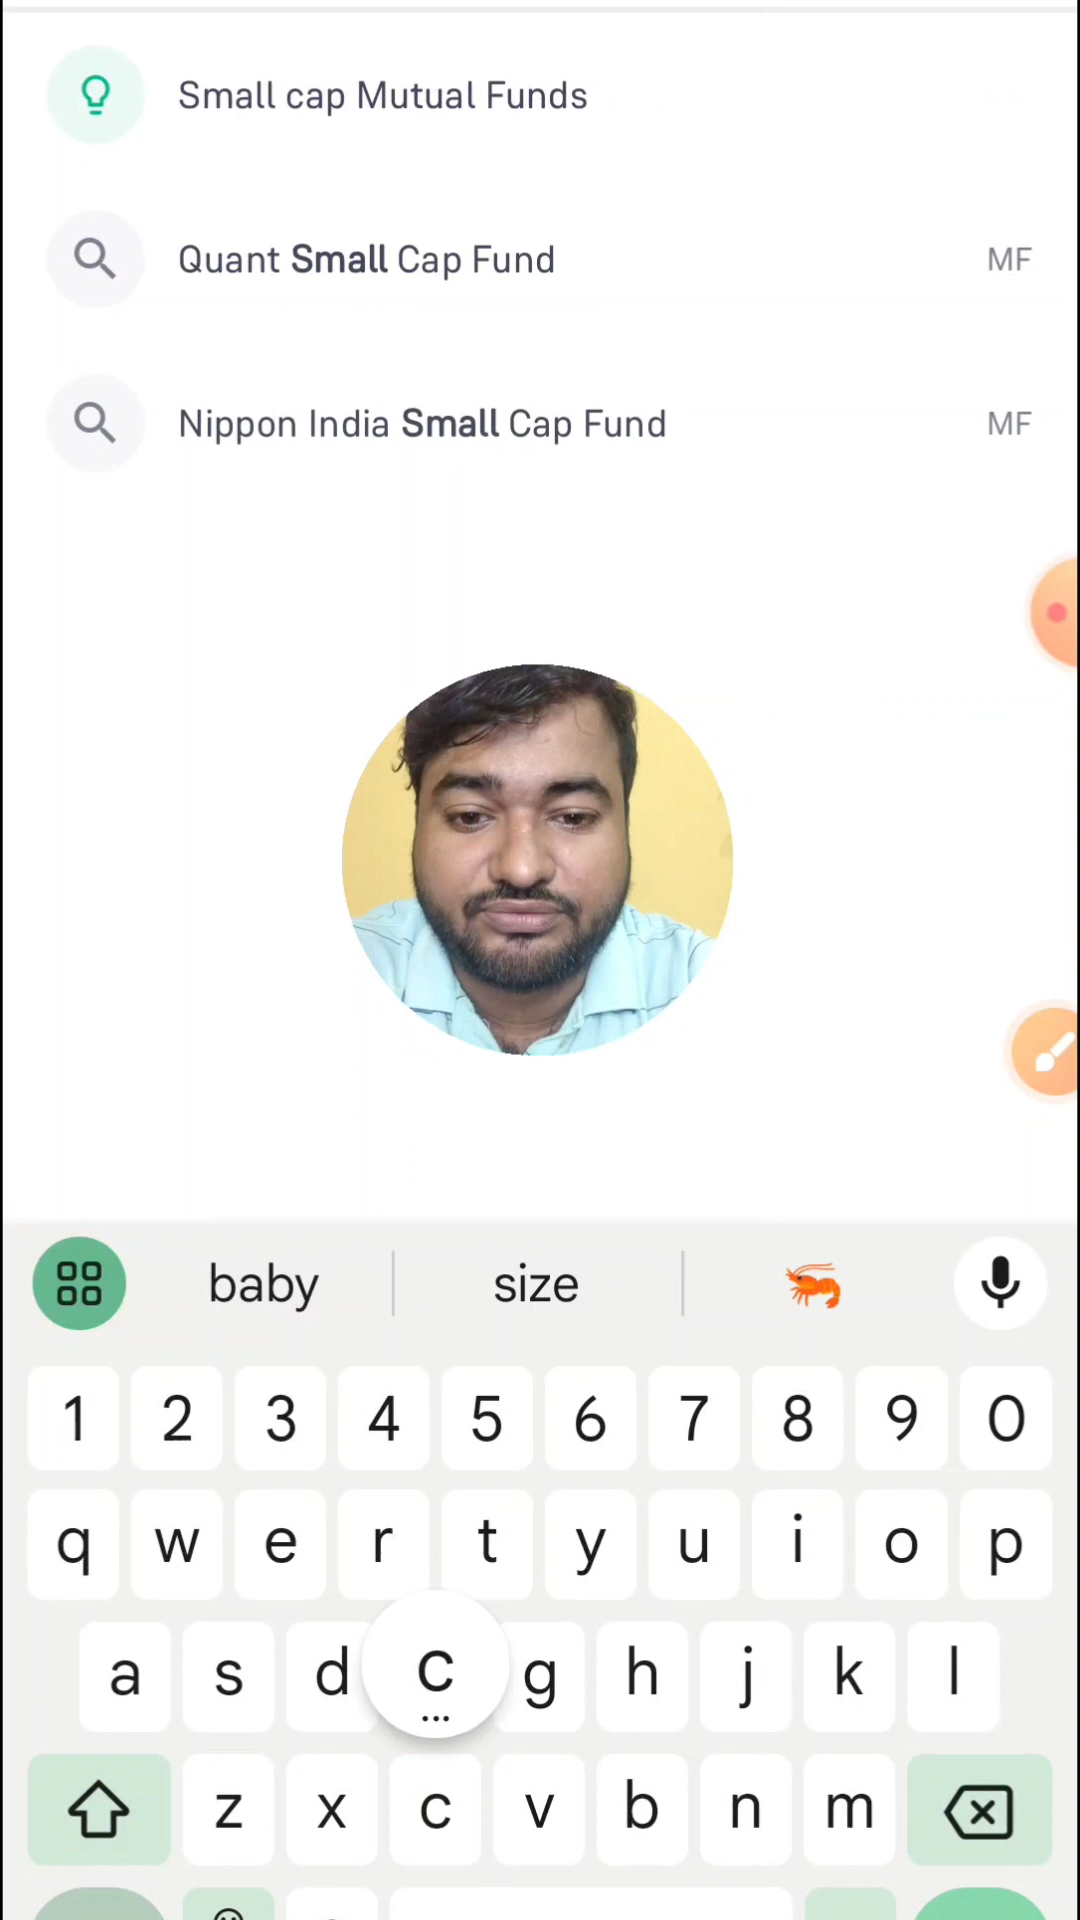 Small cap Mutual Funds
Quant Small Cap Fund MF
Nippon India Small Cap Fund MF
baby size
1 2 3 4 5 6 7 8 9 0
q w e r t y u i o p
a s d c g h j k l
z x c v b n m